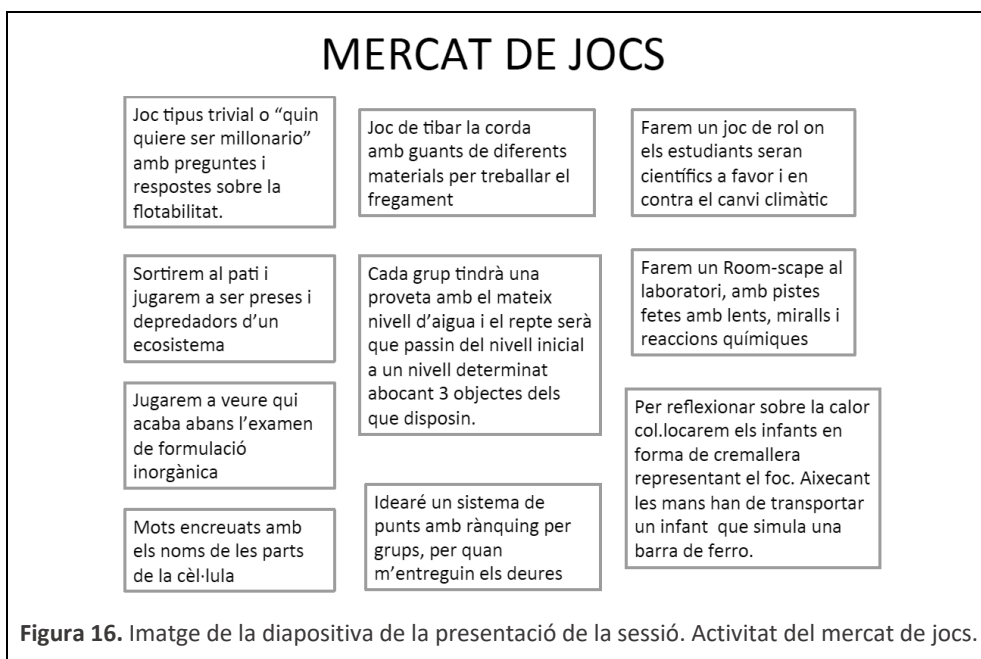 MERCAT DE JOCS
Joc tipus trivial o “quin
quiere ser millonario”
amb preguntes i
respostes sobre la
flotabilitat.
Joc de tibar la corda
amb guants de diferents
materials per treballar el
fregament
Farem un joc de rol on
els estudiants seran
científics a favor i en
contra el canvi climàtic
Sortirem al pati i
jugarem a ser preses i
depredadors d’un
ecosistema
Cada grup tindrà una
proveta amb el mateix
nivell d’aigua i el repte serà
que passin del nivell inicial
a un nivell determinat
abocant 3 objectes dels
que disposin.
Farem un Room-scape al
laboratori, amb pistes
fetes amb lents, miralls i
reaccions químiques
Jugarem a veure qui
acaba abans l’examen
de formulació
inorgànica
Per reflexionar sobre la calor
col.locarem els infants en
forma de cremallera
representant el foc. Aixecant
les mans han de transportar
un infant que simula una
barra de ferro.
Mots encreuats amb
els noms de les parts
de la cèl·lula
Idearé un sistema de
punts amb rànquing per
grups, per quan
m’entreguin els deures
Figura 16. Imatge de la diapositiva de la presentació de la sessió. Activitat del mercat de jocs.